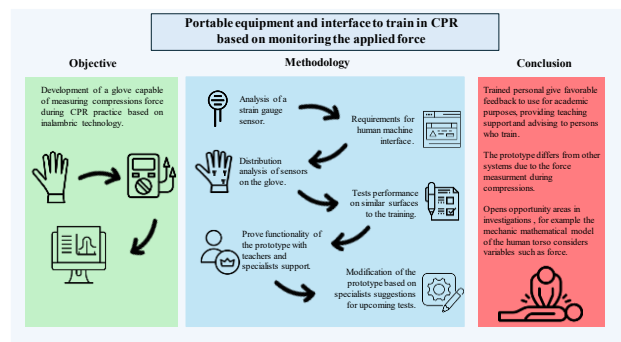 Portable equipment and interface to train in CPR
based on monitoring the applied force
Objective
Development of a glove capable
of measuring compressions force
during CPR practice based on
inalambric technology.
Methodology
Analysis of a
strain gauge
sensor.
Requirements for
human machine
interface.
Distribution
analysis of sensors
on the glove.
Tests performance
on similar surfaces
to the training.
Prove functionality of
the prototype with
teachers and
specialists support.
Modification of the
prototype based on
specialists suggestions
for upcoming tests.
Conclusion
Trained personal give favorable
feedback to use for academic
purposes, providing teaching
support and advising to persons
who train.
The prototype differs from other
systems due to the force
measurment during
compressions.
Opens opportunity areas in
investigations , for example the
mechanic mathematical model
of the human torso considers
variables such as force.